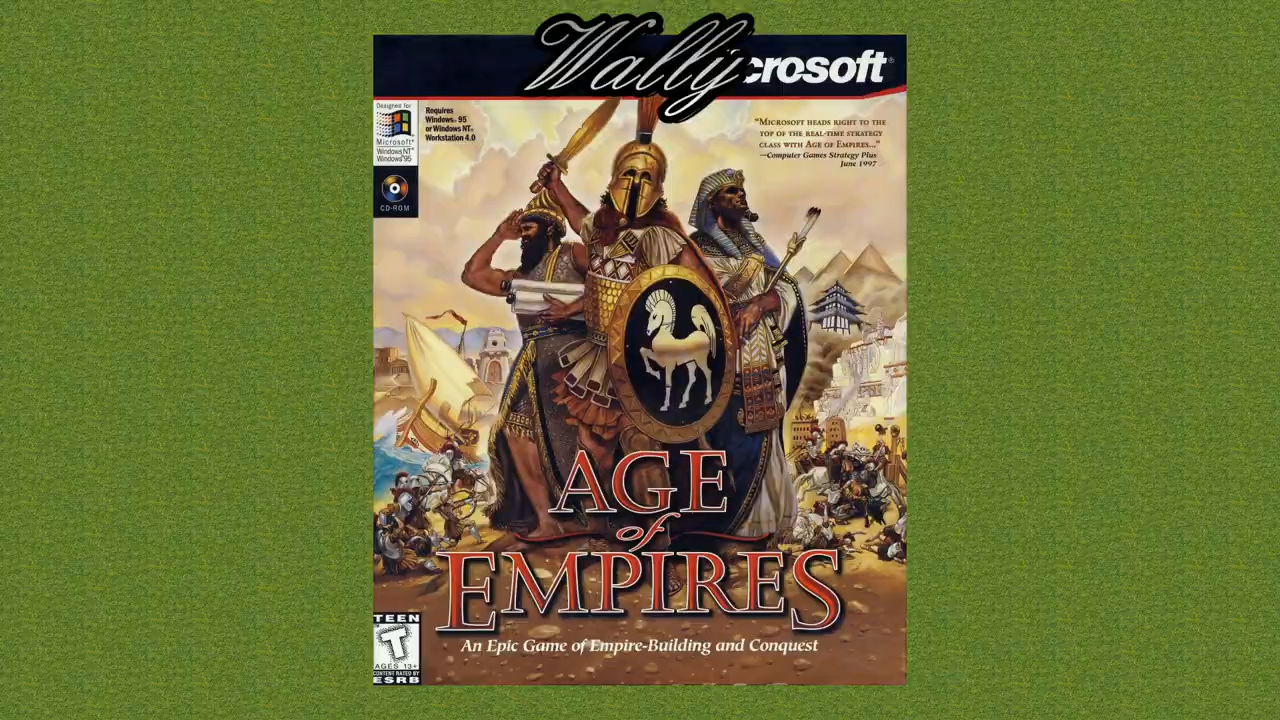 Wally
crosoft®
Designed for
Microsoft®
Windows NT®
Windows®95
CD-ROM
Requires
Windows® 95
or Windows NT®
Workstation 4.0
"MICROSOFT HEADS RIGHT TO THE
TOP OF THE REAL-TIME STRATEGY
CLASS WITH AGE OF EMPIRES..."
—Computer Games Strategy Plus
June 1997
AGE
of
EMPIRES
An Epic Game of Empire-Building and Conquest
TEEN
T
AGES 13+
CONTENT RATED BY
ESRB